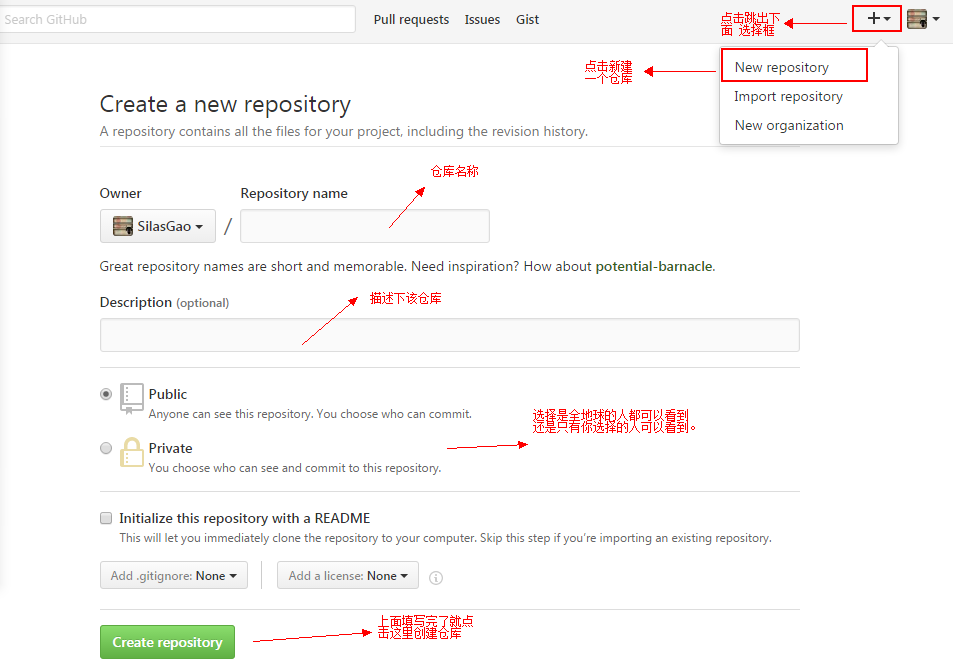 Search GitHub
Pull requests
Issues
Gist
点击跳出下
面 选择框
点击新建
一个仓库
New repository
Import repository
New organization
Create a new repository
A repository contains all the files for your project, including the revision history.
仓库名称
Owner
Repository name
SilasGao
/
Great repository names are short and memorable. Need inspiration? How about potential-barnacle.
Description (optional)
描述下该仓库
Public
Anyone can see this repository. You choose who can commit.
选择是全地球的人都可以看到
还是只有你选择的人可以看到。
Private
You choose who can see and commit to this repository.
Initialize this repository with a README
This will let you immediately clone the repository to your computer. Skip this step if you're importing an existing repository.
Add .gitignore: None
Add a license: None
上面填写完了就点
击这里创建仓库
Create repository